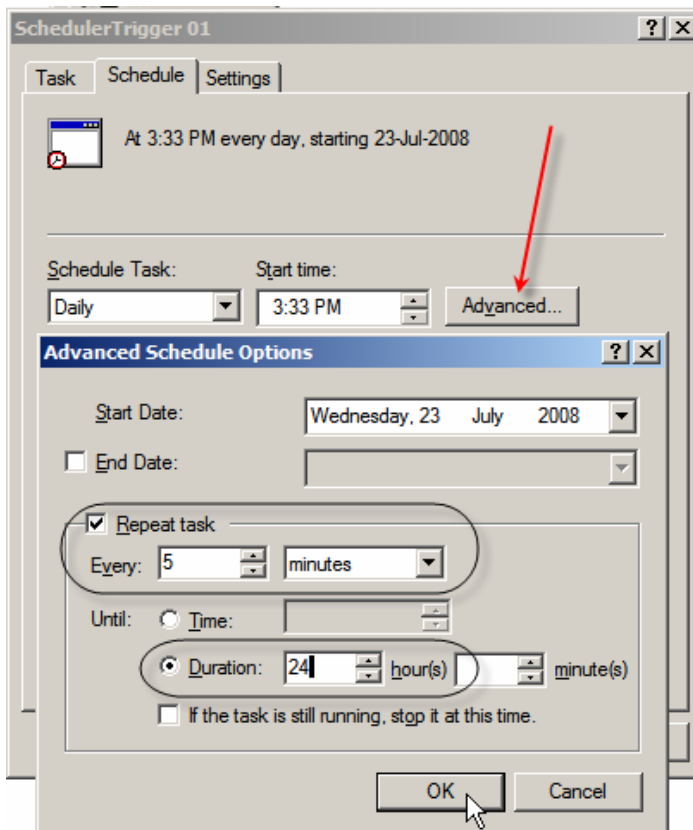 SchedulerTrigger 01
Task Schedule Settings
At 3:33 PM every day, starting 23-Jul-2008
Schedule Task: Start time:
Daily 3:33 PM Advanced...
Advanced Schedule Options
Start Date: Wednesday, 23 July 2008
End Date:
Repeat task
Every: 5 minutes
Until: Time:
Duration: 24 hour(s) minute(s)
If the task is still running, stop it at this time.
OK Cancel